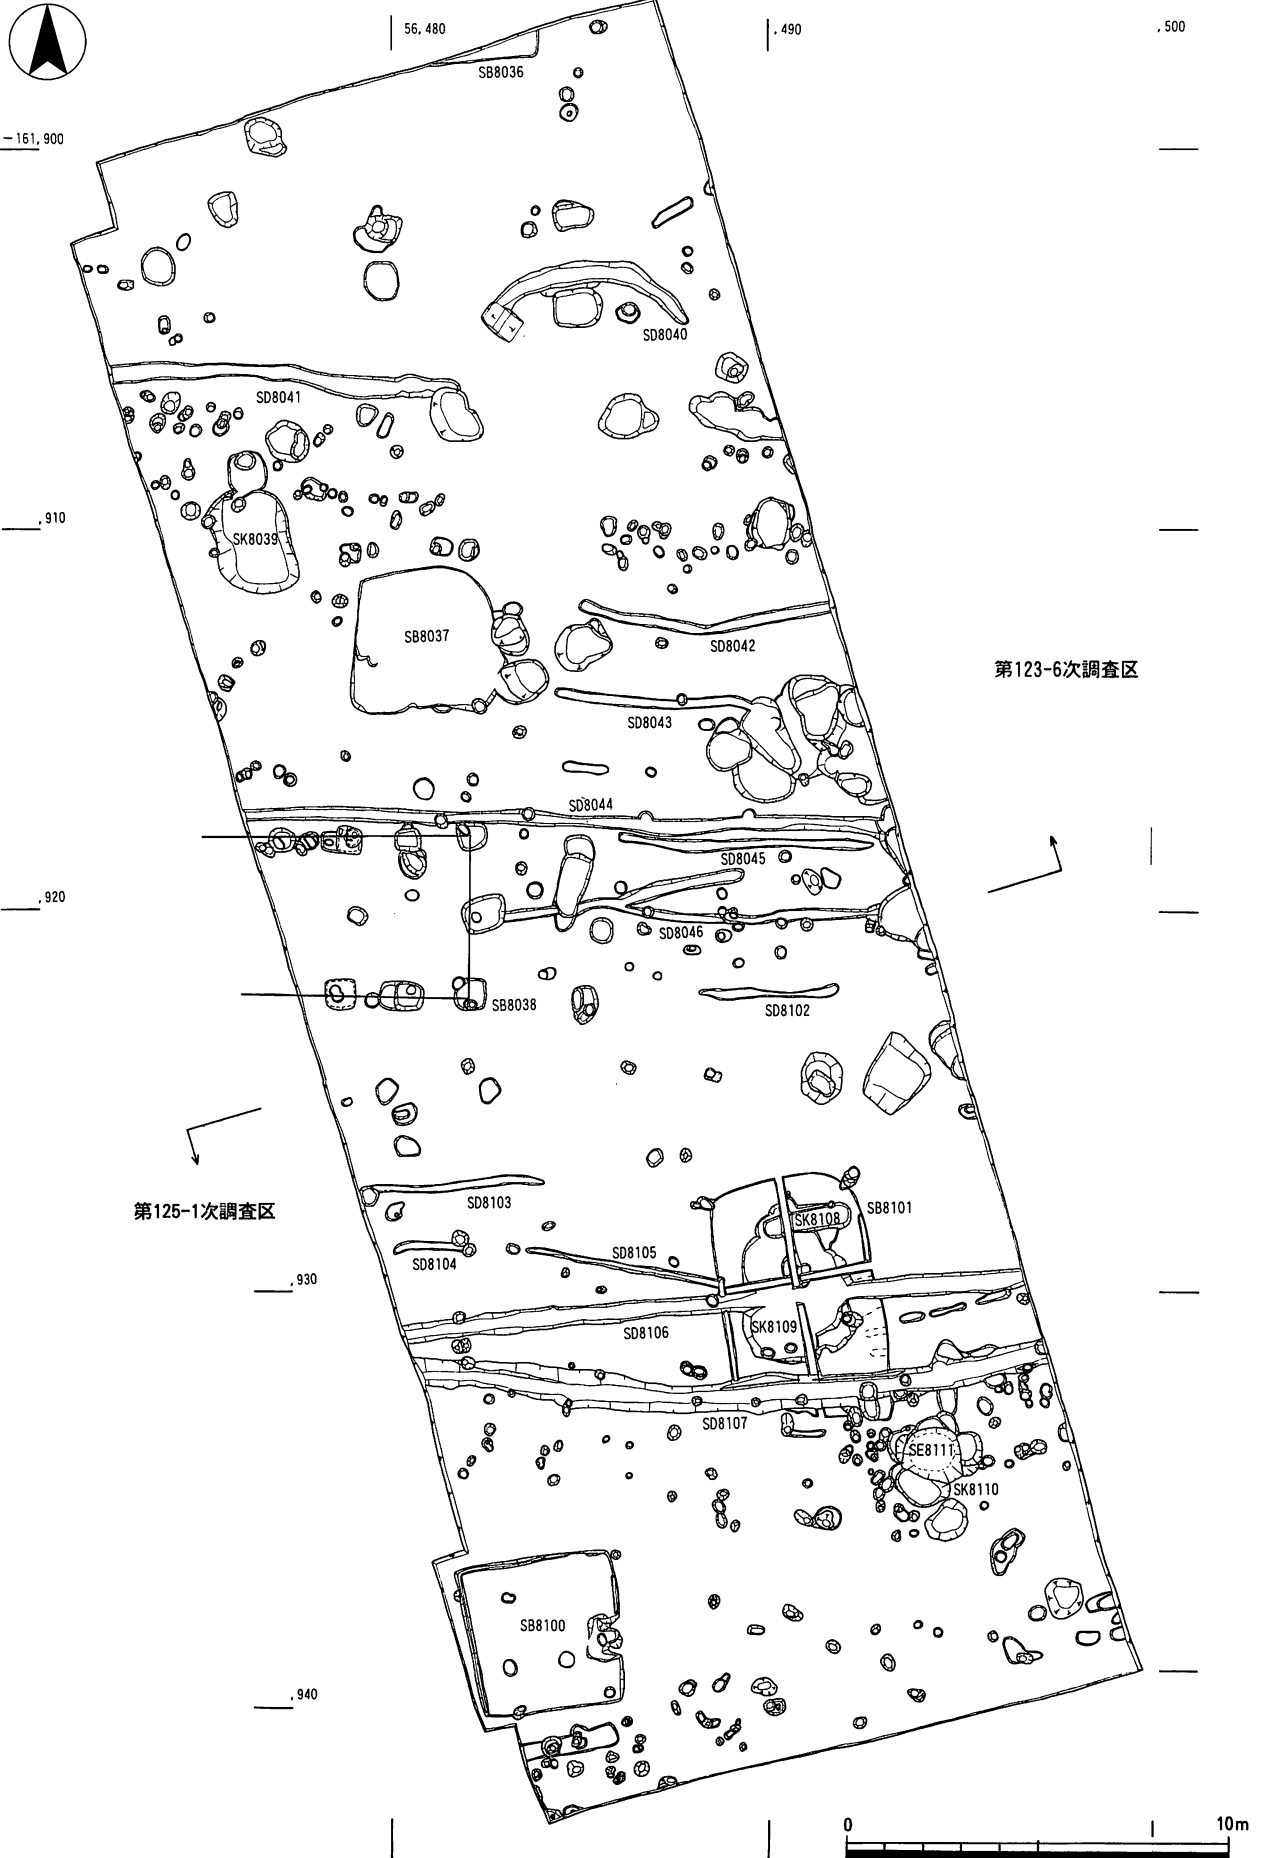 56,480
,490
,500
SB8036
−161,900
SD8040
SD8041
,910
SK8039
SB8037
SD8042
第123-6次調査区
SD8043
SD8044
SD8045
,920
SD8046
SB8038
SD8102
第125-1次調査区
SD8103
SB8101
SK8108
SD8104
SD8105
,930
SD8106
SK8109
SD8107
SE8111
SK8110
SB8100
,940
0
10m